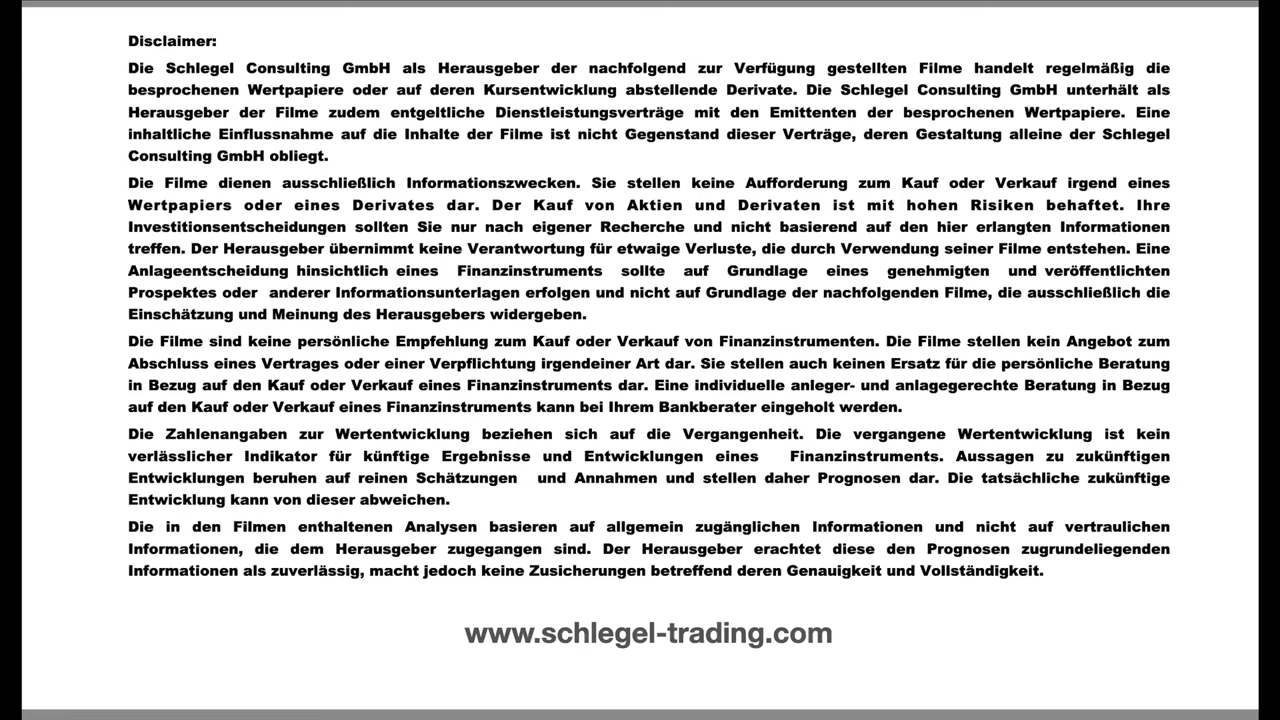 Disclaimer:
Die Schlegel Consulting GmbH als Herausgeber der nachfolgend zur Verfügung gestellten Filme handelt regelmäßig die
besprochenen Wertpapiere oder auf deren Kursentwicklung abstellende Derivate. Die Schlegel Consulting GmbH unterhält als
Herausgeber der Filme zudem entgeltliche Dienstleistungsverträge mit den Emittenten der besprochenen Wertpapiere. Eine
inhaltliche Einflussnahme auf die Inhalte der Filme ist nicht Gegenstand dieser Verträge, deren Gestaltung alleine der Schlegel
Consulting GmbH obliegt.
Die Filme dienen ausschließlich Informationszwecken. Sie stellen keine Aufforderung zum Kauf oder Verkauf irgend eines
Wertpapiers oder eines Derivates dar. Der Kauf von Aktien und Derivaten ist mit hohen Risiken behaftet. Ihre
Investitionsentscheidungen sollten Sie nur nach eigener Recherche und nicht basierend auf den hier erlangten Informationen
treffen. Der Herausgeber übernimmt keine Verantwortung für etwaige Verluste, die durch Verwendung seiner Filme entstehen. Eine
Anlageentscheidung hinsichtlich eines Finanzinstruments sollte auf Grundlage eines genehmigten und veröffentlichten
Prospektes oder anderer Informationsunterlagen erfolgen und nicht auf Grundlage der nachfolgenden Filme, die ausschließlich die
Einschätzung und Meinung des Herausgebers widergeben.
Die Filme sind keine persönliche Empfehlung zum Kauf oder Verkauf von Finanzinstrumenten. Die Filme stellen kein Angebot zum
Abschluss eines Vertrages oder einer Verpflichtung irgendeiner Art dar. Sie stellen auch keinen Ersatz für die persönliche Beratung
in Bezug auf den Kauf oder Verkauf eines Finanzinstruments dar. Eine individuelle anleger- und anlagegerechte Beratung in Bezug
auf den Kauf oder Verkauf eines Finanzinstruments kann bei Ihrem Bankberater eingeholt werden.
Die Zahlenangaben zur Wertentwicklung beziehen sich auf die Vergangenheit. Die vergangene Wertentwicklung ist kein
verlässlicher Indikator für künftige Ergebnisse und Entwicklungen eines Finanzinstruments. Aussagen zu zukünftigen
Entwicklungen beruhen auf reinen Schätzungen und Annahmen und stellen daher Prognosen dar. Die tatsächliche zukünftige
Entwicklung kann von dieser abweichen.
Die in den Filmen enthaltenen Analysen basieren auf allgemein zugänglichen Informationen und nicht auf vertraulichen
Informationen, die dem Herausgeber zugegangen sind. Der Herausgeber erachtet diese den Prognosen zugrundeliegenden
Informationen als zuverlässig, macht jedoch keine Zusicherungen betreffend deren Genauigkeit und Vollständigkeit.
www.schlegel-trading.com